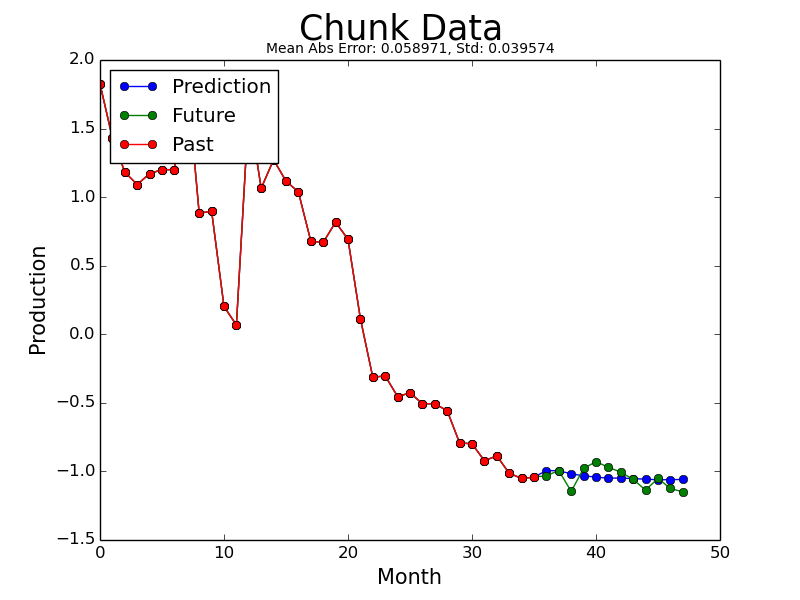 Chunk Data
Mean Abs Error: 0.058971, Std: 0.039574
Prediction
Future
Past
2.0
1.5
1.0
0.5
0.0
−0.5
−1.0
−1.5
Production
0 10 20 30 40 50
Month